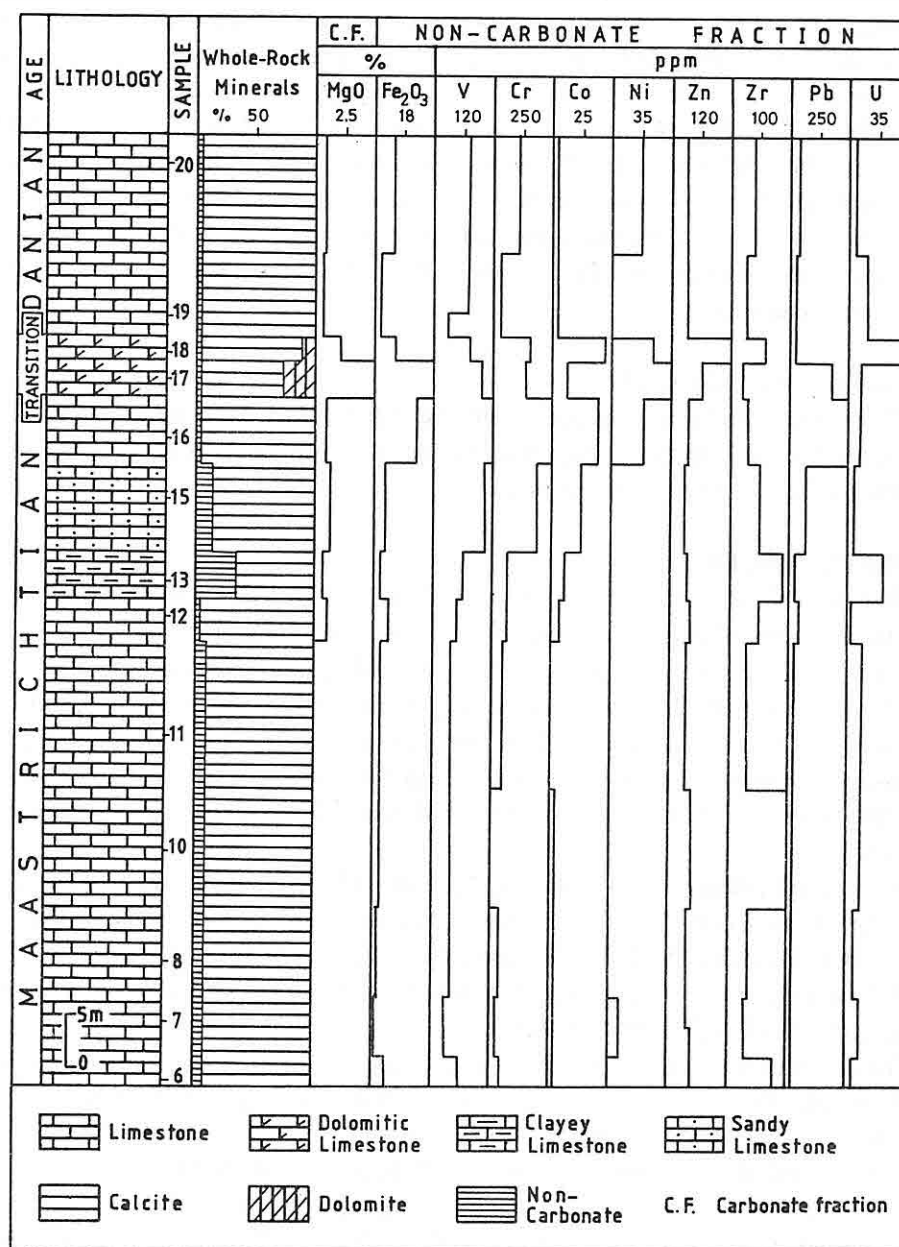 C.F. NON-CARBONATE FRACTION
% ppm
AGE LITHOLOGY SAMPLE Whole-Rock Minerals % 50
MgO Fe₂O₃ V Cr Co Ni Zn Zr Pb U
2.5 18 120 250 25 35 120 100 250 35
DANIAN
TRANSITION
MAASTRICHTIAN
20
19
18
17
16
15
13
12
11
10
8
7
6
5m
0
Limestone Dolomitic Limestone Clayey Limestone Sandy Limestone
Calcite Dolomite Non-Carbonate C.F. Carbonate fraction